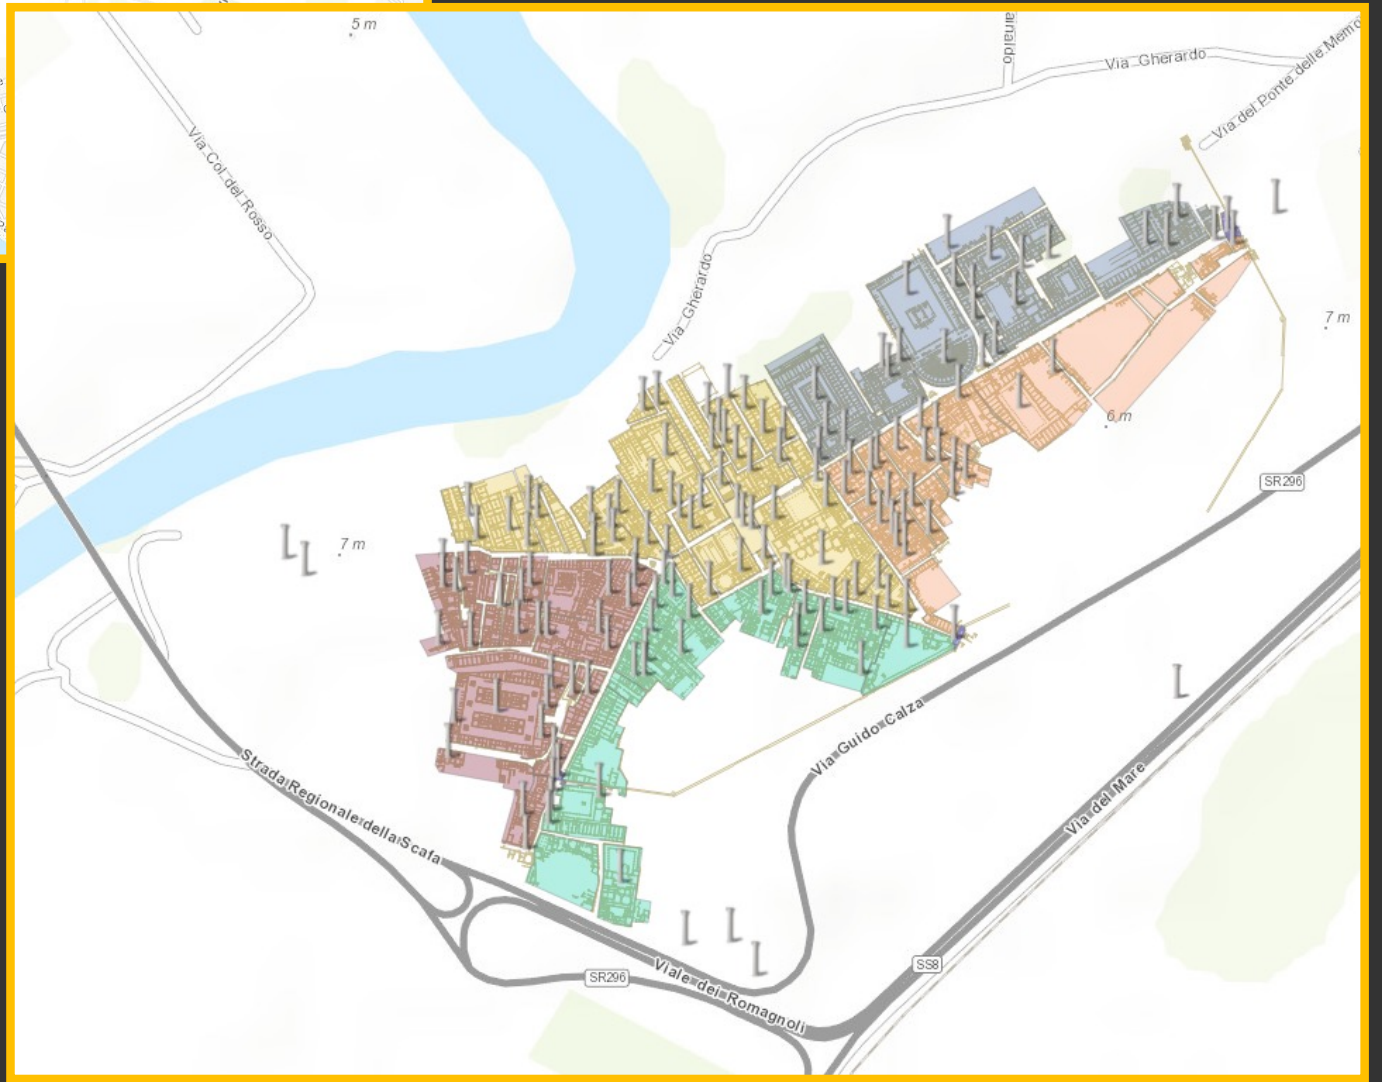 5 m
ainaldo
Via Gherardo
Via del Ponte delle Memo
Via Col del Rosso
Via Gherardo
7 m
6 m
SR296
7 m
Via Guido Calza
Strada Regionale della Scafa
Via del Mare
SS8
SR296
Viale dei Romagnoli